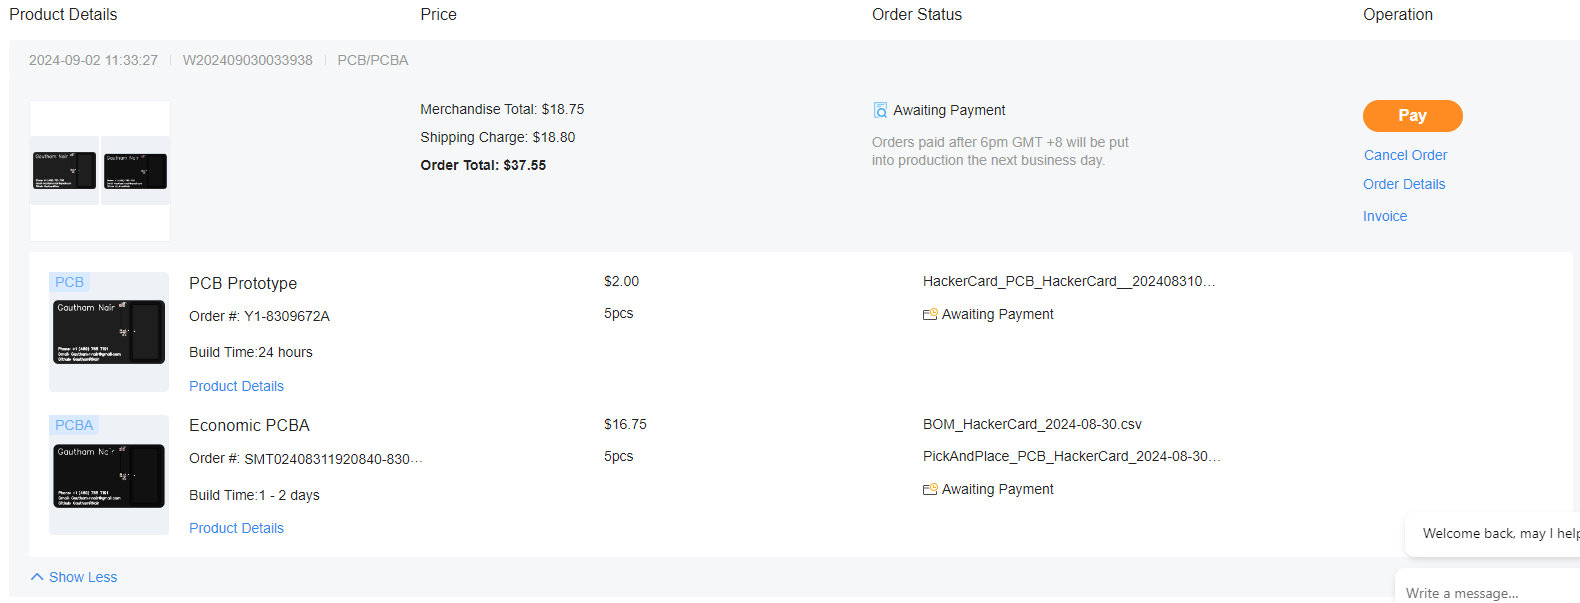 Product Details
Price
Order Status
Operation
2024-09-02 11:33:27
W202409030033938
PCB/PCBA
Merchandise Total: $18.75
Shipping Charge: $18.80
Order Total: $37.55
Awaiting Payment
Orders paid after 6pm GMT +8 will be put
into production the next business day.
Pay
Cancel Order
Order Details
Invoice
Gautham Nair
Gautham Nair
PCB
Gautham Nair
PCB Prototype
Order #: Y1-8309672A
Build Time:24 hours
Product Details
$2.00
5pcs
HackerCard_PCB_HackerCard__202408310...
Awaiting Payment
PCBA
Gautham Nair
Economic PCBA
Order #: SMT02408311920840-830...
Build Time:1 - 2 days
Product Details
$16.75
5pcs
BOM_HackerCard_2024-08-30.csv
PickAndPlace_PCB_HackerCard_2024-08-30...
Awaiting Payment
Show Less
Welcome back, may I help
Write a message...